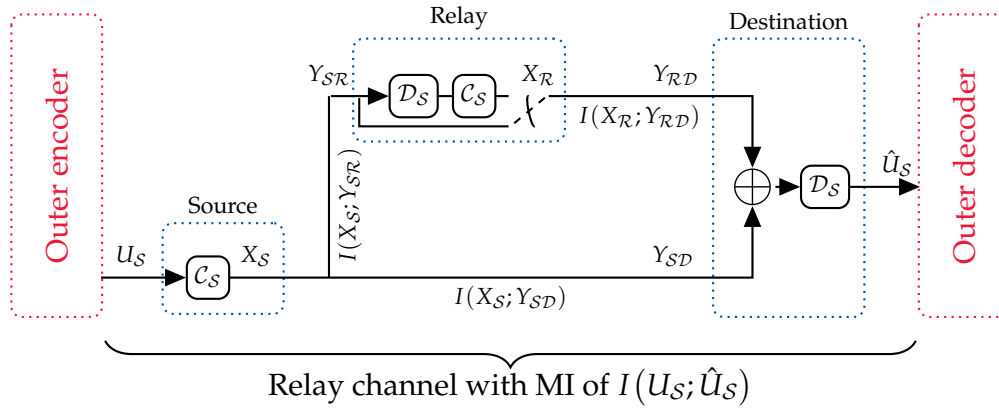 Outer encoder
Relay
Destination
Outer decoder
Y_{SR}
D_S
C_S
X_R
Y_{RD}
I(X_R;Y_{RD})
I(X_S;Y_{SR})
Source
U_S
C_S
X_S
Y_{SD}
I(X_S;Y_{SD})
D_S
Û_S
Relay channel with MI of I(U_S;Û_S)